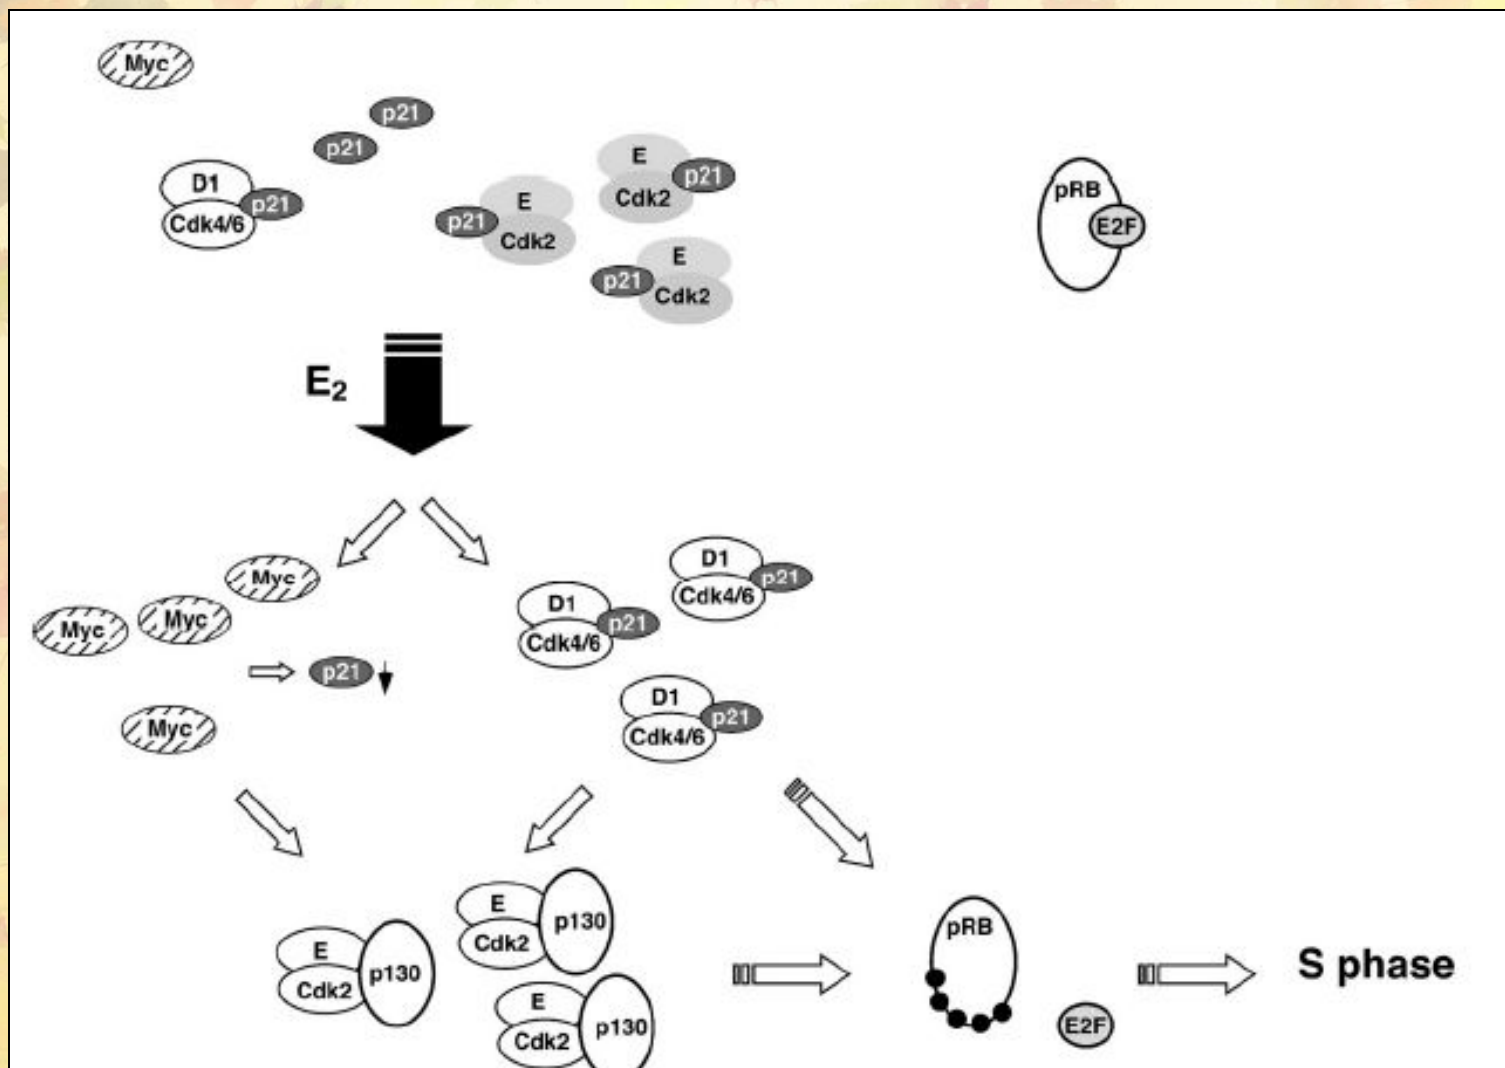 Myc
p21
p21
D1
Cdk4/6
p21
p21
E
Cdk2
E
Cdk2
p21
p21
E
Cdk2
pRB
E2F
E₂
Myc
Myc
Myc
p21
Myc
D1
Cdk4/6
p21
D1
Cdk4/6
p21
D1
Cdk4/6
p21
E
Cdk2
p130
E
Cdk2
p130
E
Cdk2
p130
pRB
E2F
S phase